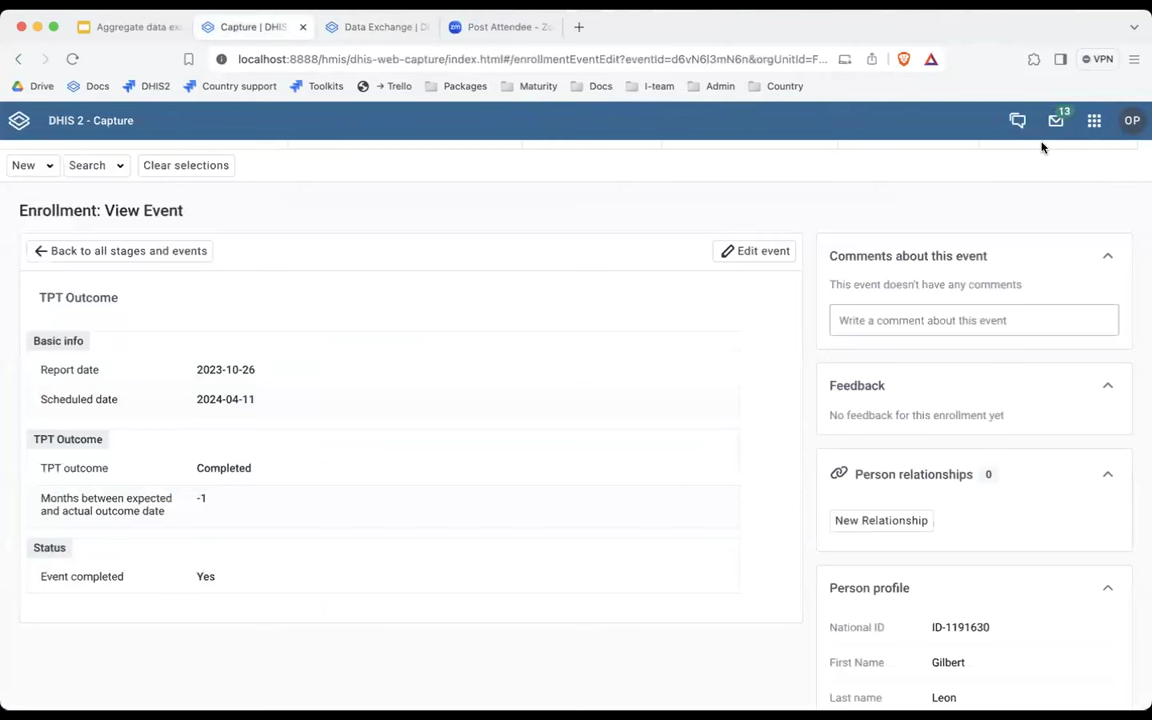 Aggregate data ex
Capture | DHIS
Data Exchange | D
Post Attendee - Zo
localhost:8888/hmis/dhis-web-capture/index.html#/enrollmentEventEdit?eventId=d6vN6l3mN6n&orgUnitId=F...
VPN
Drive
Docs
DHIS2
Country support
Toolkits
→ Trello
Packages
Maturity
Docs
I-team
Admin
Country
DHIS 2 - Capture
13
OP
New
Search
Clear selections
Enrollment: View Event
Back to all stages and events
Edit event
TPT Outcome
Basic info
Report date 2023-10-26
Scheduled date 2024-04-11
TPT Outcome
TPT outcome Completed
Months between expected -1
and actual outcome date
Status
Event completed Yes
Comments about this event
This event doesn't have any comments
Write a comment about this event
Feedback
No feedback for this enrollment yet
Person relationships 0
New Relationship
Person profile
National ID ID-1191630
First Name Gilbert
Last name Leon